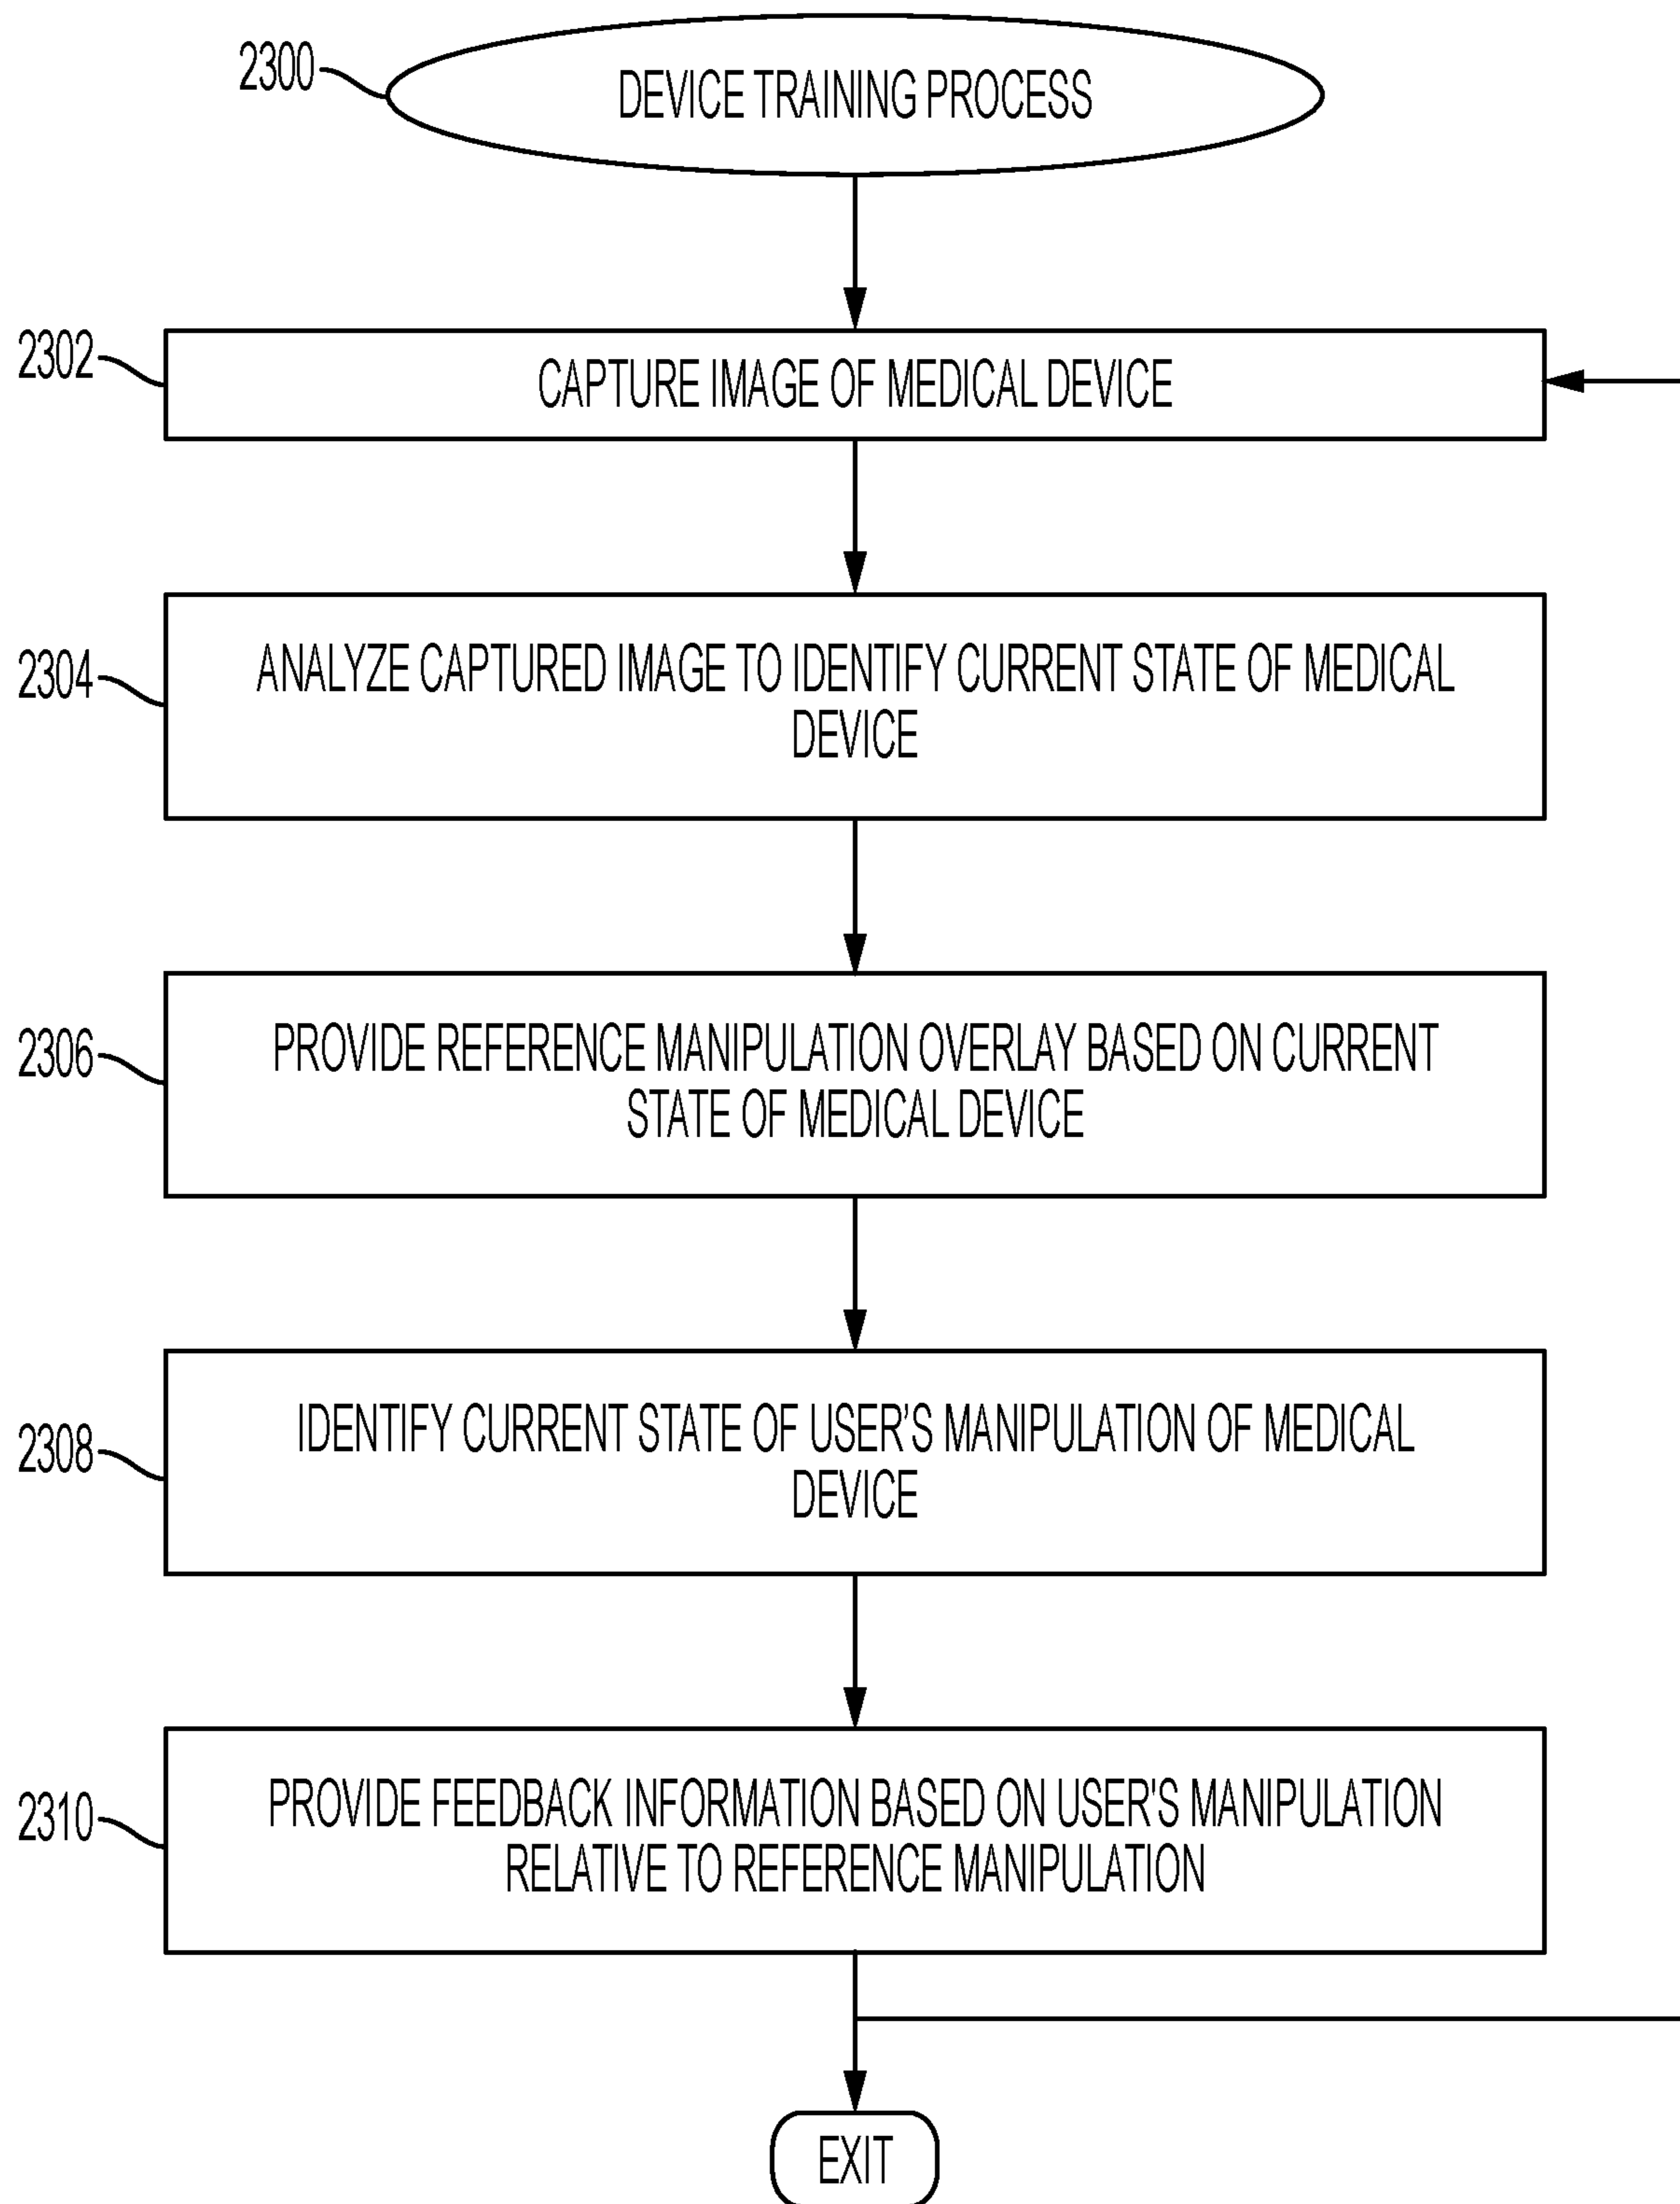 2300
DEVICE TRAINING PROCESS
2302
CAPTURE IMAGE OF MEDICAL DEVICE
2304
ANALYZE CAPTURED IMAGE TO IDENTIFY CURRENT STATE OF MEDICAL
DEVICE
2306
PROVIDE REFERENCE MANIPULATION OVERLAY BASED ON CURRENT
STATE OF MEDICAL DEVICE
2308
IDENTIFY CURRENT STATE OF USER'S MANIPULATION OF MEDICAL
DEVICE
2310
PROVIDE FEEDBACK INFORMATION BASED ON USER'S MANIPULATION
RELATIVE TO REFERENCE MANIPULATION
EXIT